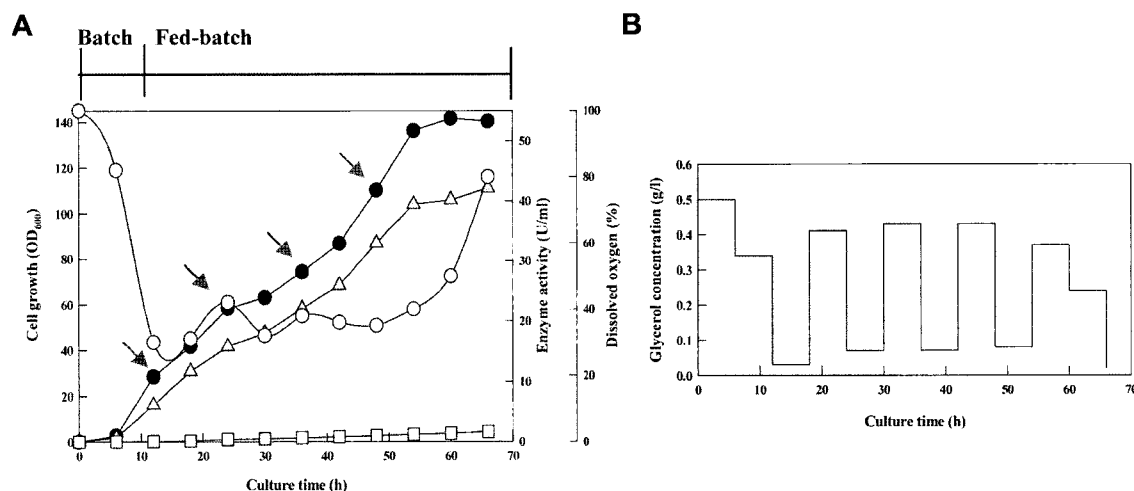 A
B
Batch Fed-batch
Cell growth (OD600)
140
120
100
80
60
40
20
0
Enzyme activity (U/ml)
50
40
30
20
10
0
Dissolved oxygen (%)
100
80
60
40
20
0
0 10 20 30 40 50 60 70
Culture time (h)
Glycerol concentration (g/l)
0.6
0.5
0.4
0.3
0.2
0.1
0.0
0 10 20 30 40 50 60 70
Culture time (h)